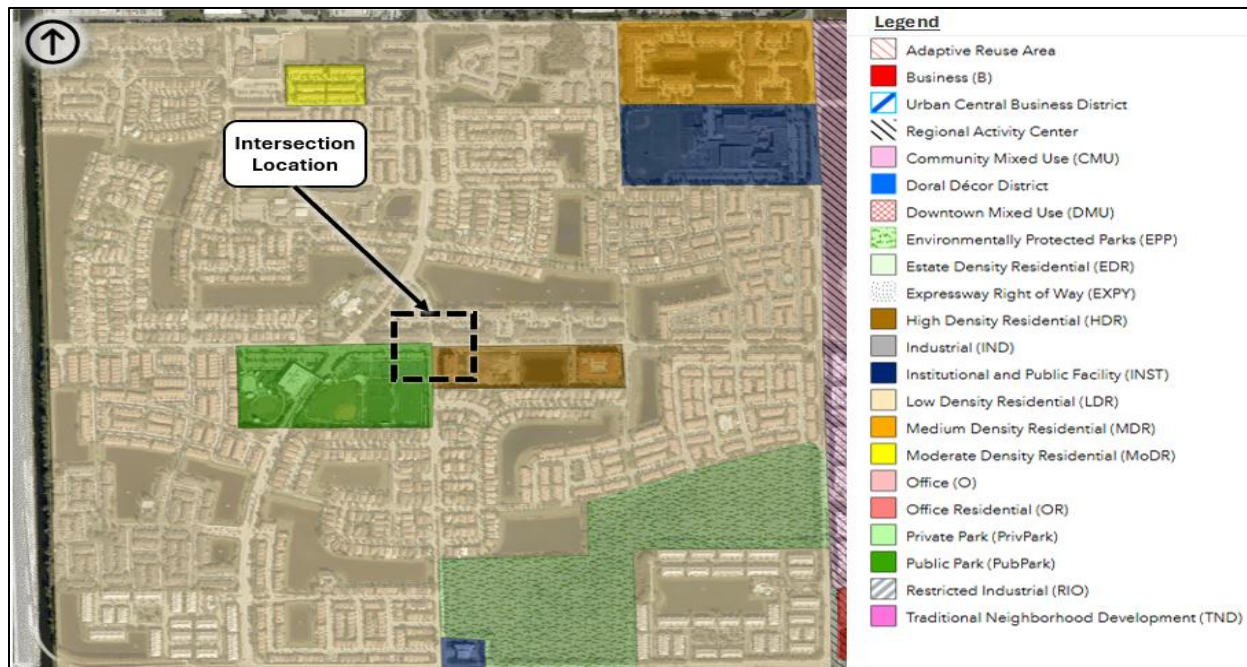 Intersection
Location
Legend
Adaptive Reuse Area
Business (B)
Urban Central Business District
Regional Activity Center
Community Mixed Use (CMU)
Doral Décor District
Downtown Mixed Use (DMU)
Environmentally Protected Parks (EPP)
Estate Density Residential (EDR)
Expressway Right of Way (EXPY)
High Density Residential (HDR)
Industrial (IND)
Institutional and Public Facility (INST)
Low Density Residential (LDR)
Medium Density Residential (MDR)
Moderate Density Residential (MoDR)
Office (O)
Office Residential (OR)
Private Park (PrivPark)
Public Park (PubPark)
Restricted Industrial (RIO)
Traditional Neighborhood Development (TND)